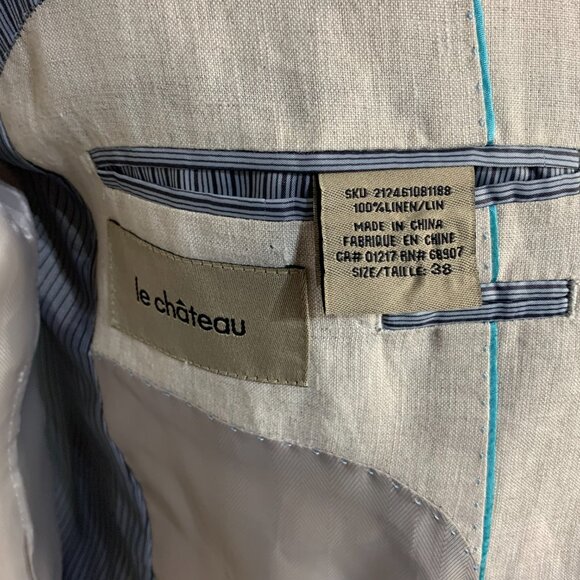 SKU 212461081188
100%LINEN/LIN
MADE IN CHINA
FABRIQUE EN CHINE
CA# 01217 RN# 68907
SIZE/TAILLE: 38
le château